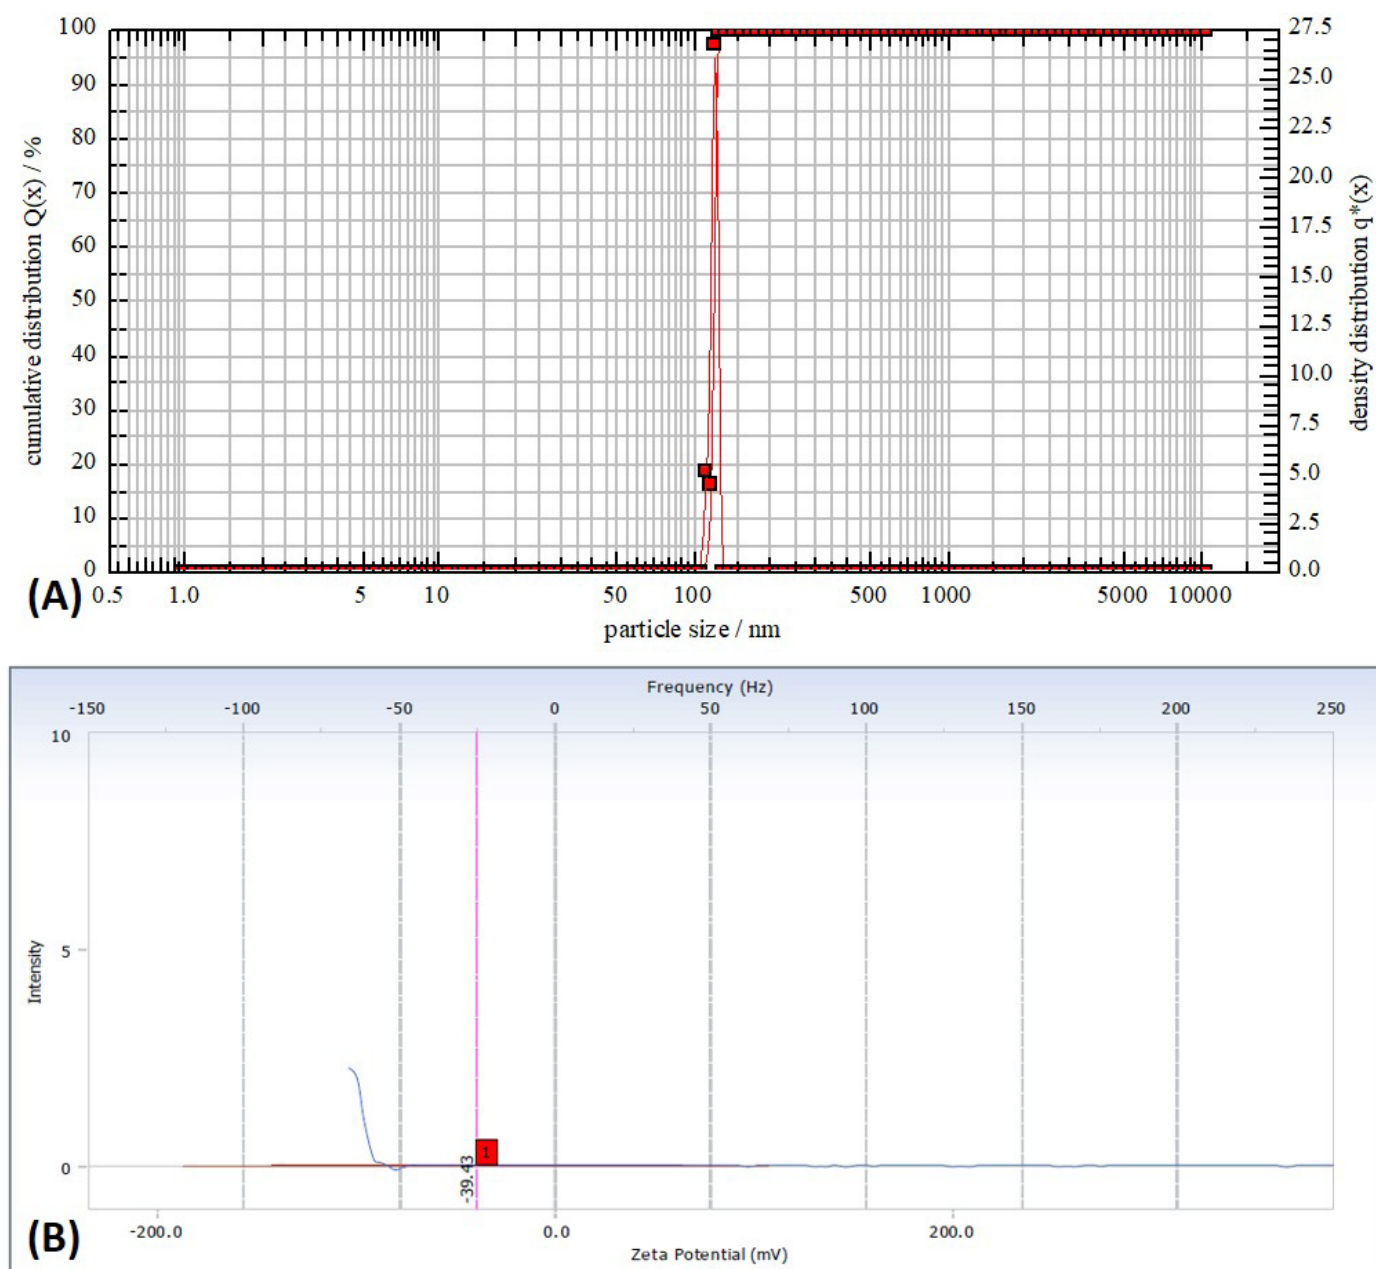 100
90
80
70
60
50
40
30
20
10
0
cumulative distribution Q(x) / %
27.5
25.0
22.5
20.0
17.5
15.0
12.5
10.0
7.5
5.0
2.5
0.0
density distribution q*(x)
(A)
0.5 1.0 5 10 50 100 500 1000 5000 10000
particle size / nm
Frequency (Hz)
-150 -100 -50 0 50 100 150 200 250
10
5
0
Intensity
1
-39.43
-200.0 0.0 200.0
(B)
Zeta Potential (mV)